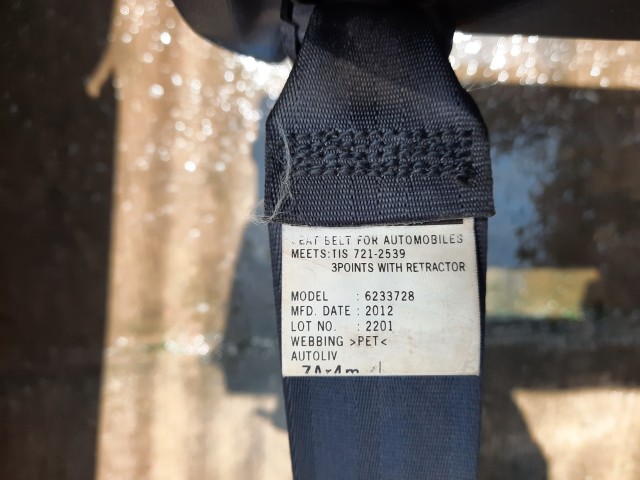 SEAT BELT FOR AUTOMOBILES
MEETS:TIS 721-2539
3POINTS WITH RETRACTOR
MODEL : 6233728
MFD. DATE : 2012
LOT NO. : 2201
WEBBING >PET<
AUTOLIV